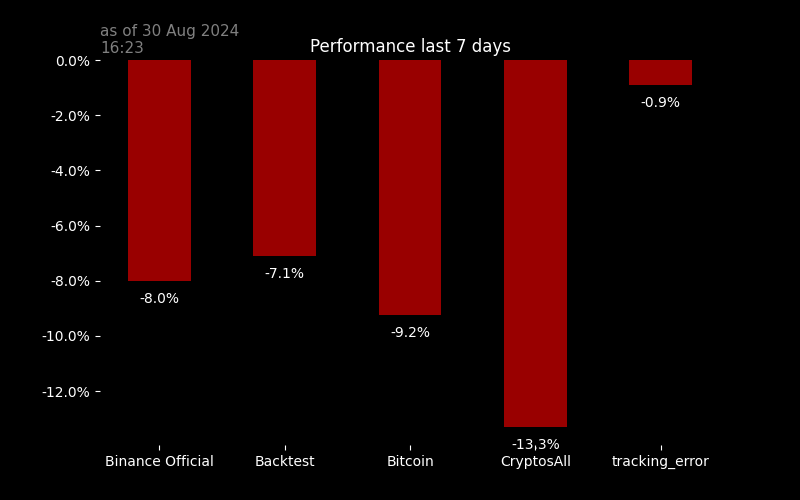 as of 30 Aug 2024
16:23
Performance last 7 days
0.0%
-2.0%
-4.0%
-6.0%
-8.0%
-10.0%
-12.0%
-8.0%
-7.1%
-9.2%
-13.3%
-0.9%
Binance Official
Backtest
Bitcoin
CryptosAll
tracking_error